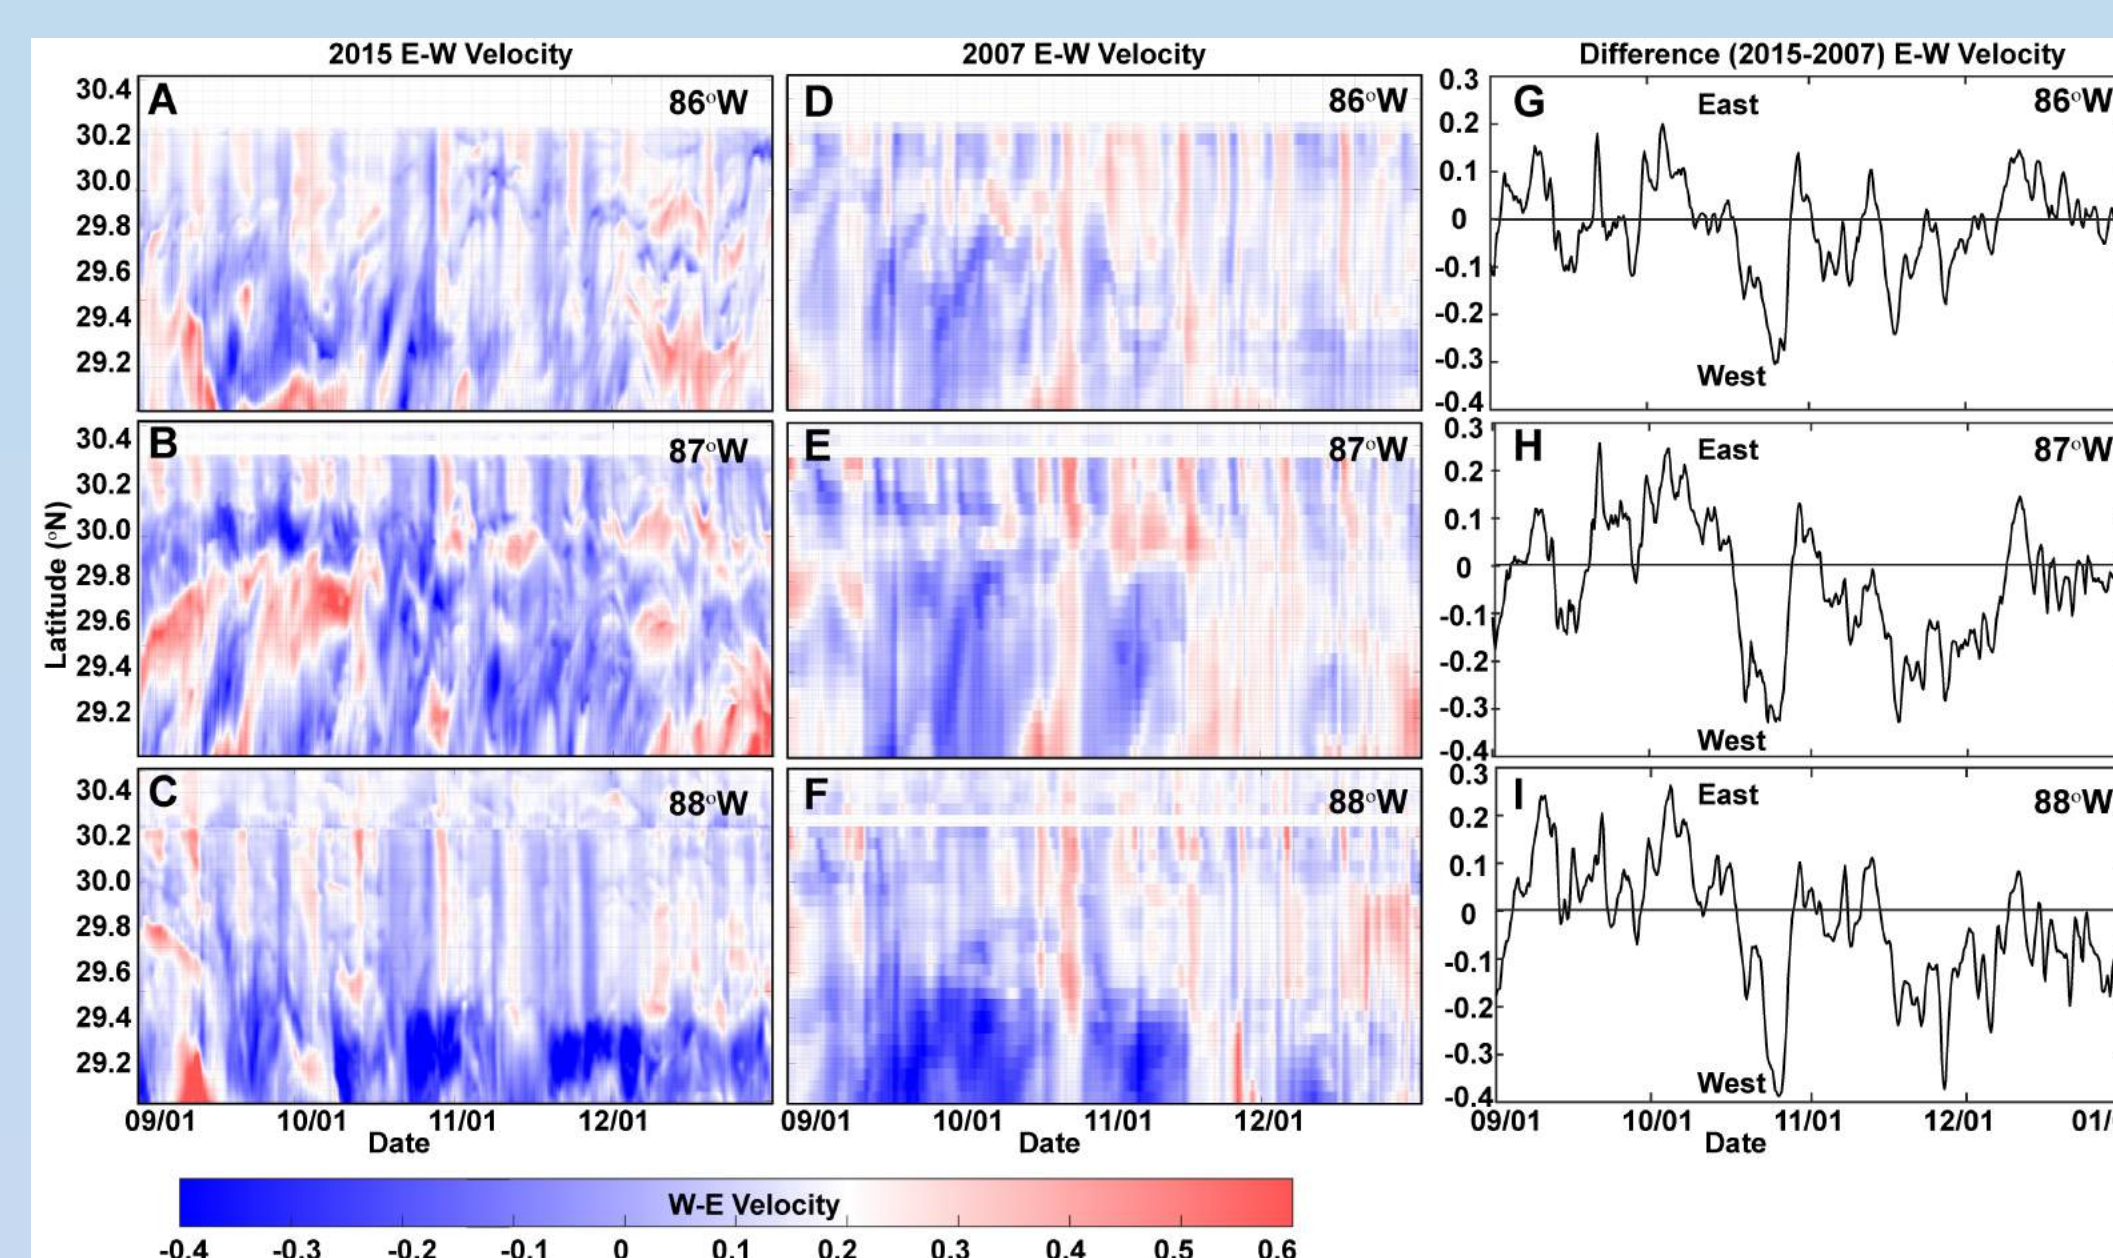 2015 E-W Velocity
2007 E-W Velocity
Difference (2015-2007) E-W Velocity
A
86°W
30.4
30.2
30.0
29.8
29.6
29.4
29.2
D
86°W
G
East
86°W
West
0.3
0.2
0.1
0
-0.1
-0.2
-0.3
-0.4
B
87°W
30.4
30.2
30.0
29.8
29.6
29.4
29.2
Latitude (°N)
E
87°W
H
East
87°W
West
0.3
0.2
0.1
0
-0.1
-0.2
-0.3
-0.4
C
88°W
30.4
30.2
30.0
29.8
29.6
29.4
29.2
F
88°W
I
East
88°W
West
0.3
0.2
0.1
0
-0.1
-0.2
-0.3
-0.4
09/01 10/01 11/01 12/01
Date
09/01 10/01 11/01 12/01
Date
09/01 10/01 11/01 12/01 01/
Date
W-E Velocity
-0.4 -0.3 -0.2 -0.1 0 0.1 0.2 0.3 0.4 0.5 0.6